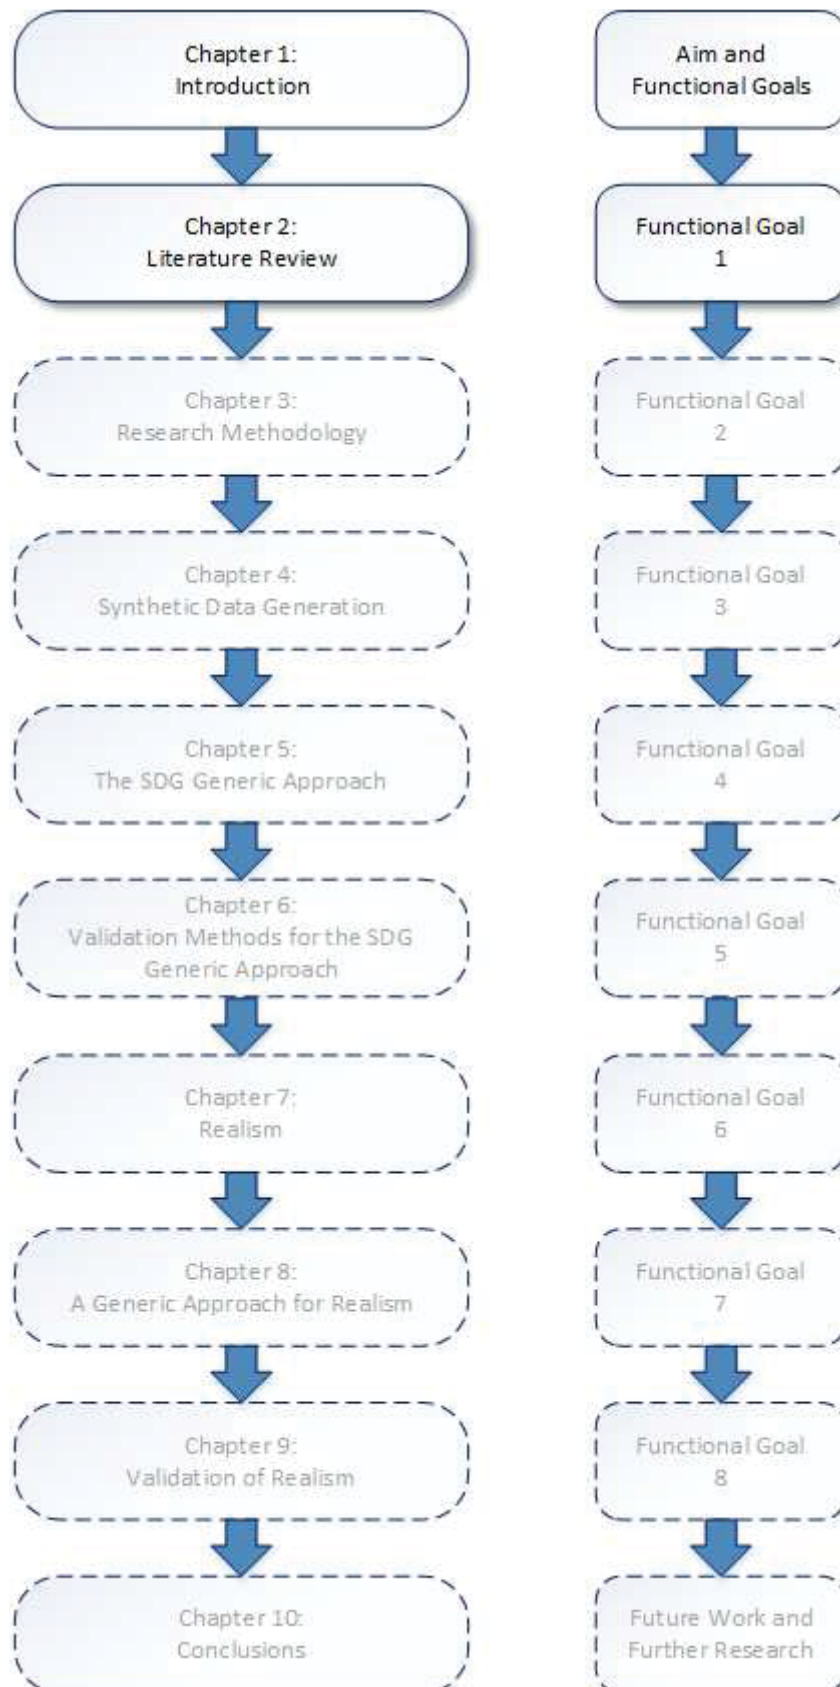 Chapter 1:
Introduction
Aim and
Functional Goals
Chapter 2:
Literature Review
Functional Goal
1
Chapter 3:
Research Methodology
Functional Goal
2
Chapter 4:
Synthetic Data Generation
Functional Goal
3
Chapter 5:
The SDG Generic Approach
Functional Goal
4
Chapter 6:
Validation Methods for the SDG
Generic Approach
Functional Goal
5
Chapter 7:
Realism
Functional Goal
6
Chapter 8:
A Generic Approach for Realism
Functional Goal
7
Chapter 9:
Validation of Realism
Functional Goal
8
Chapter 10:
Conclusions
Future Work and
Further Research